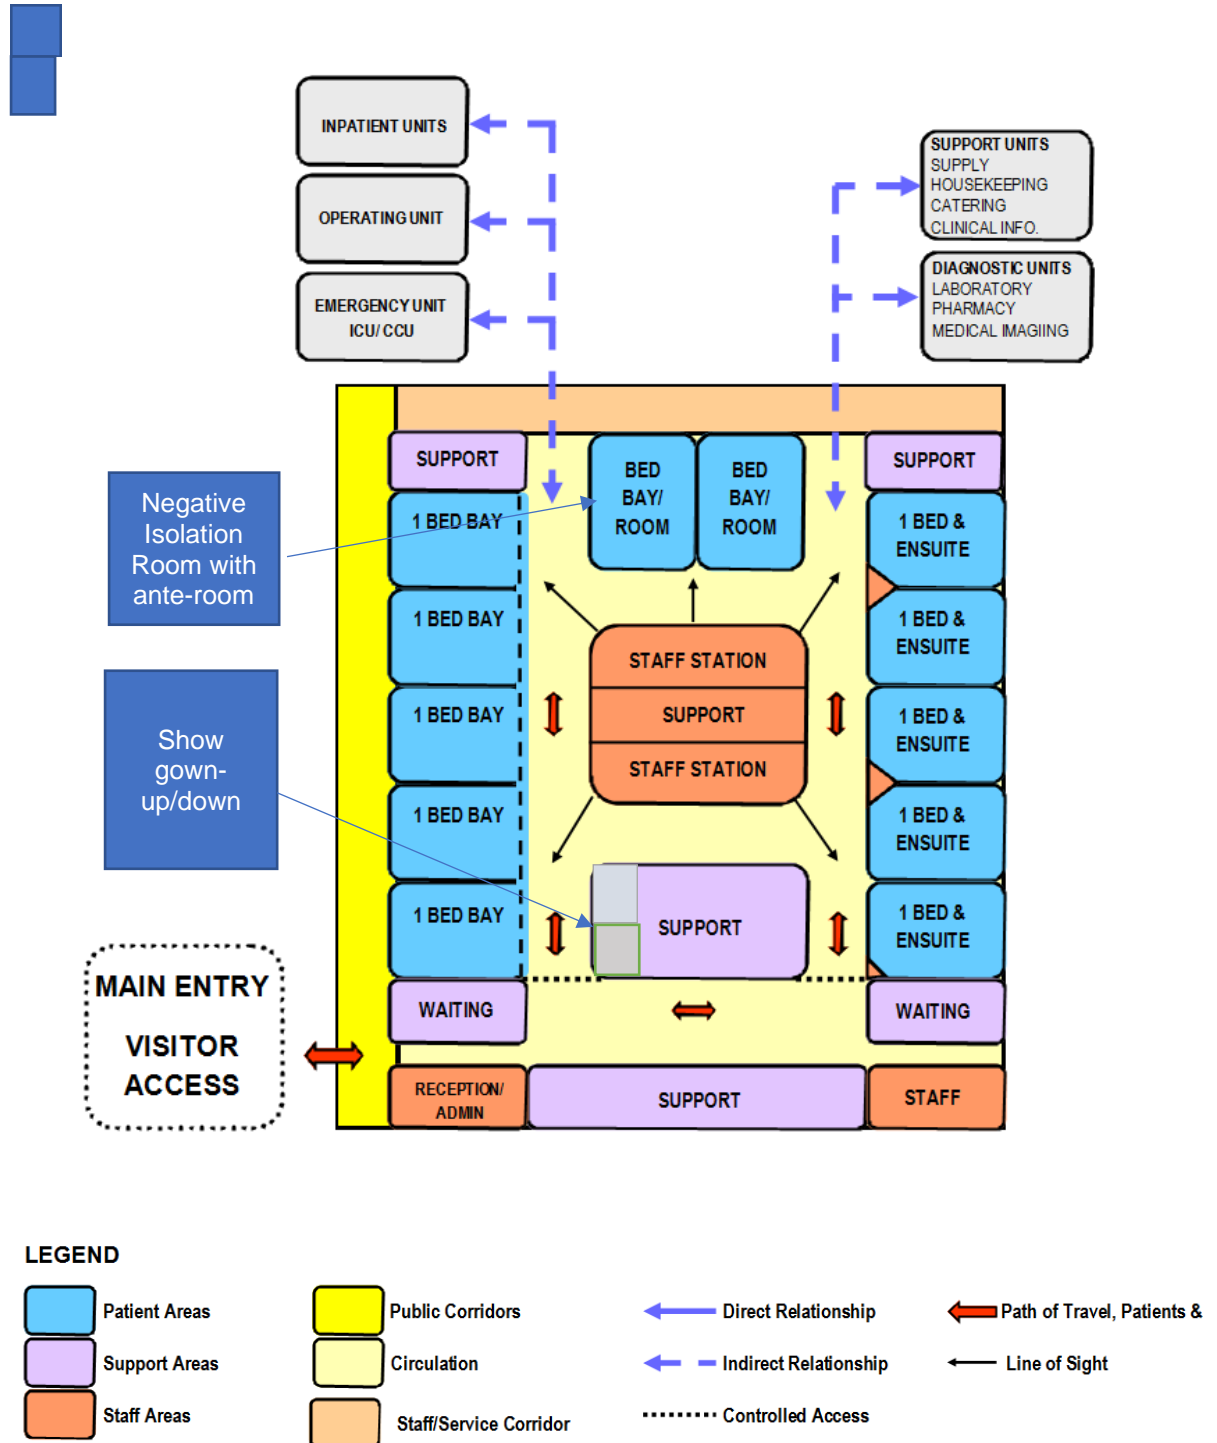 INPATIENT UNITS
OPERATING UNIT
EMERGENCY UNIT
ICU/ CCU
SUPPORT UNITS
SUPPLY
HOUSEKEEPING
CATERING
CLINICAL INFO.
DIAGNOSTIC UNITS
LABORATORY
PHARMACY
MEDICAL IMAGIING
Negative
Isolation
Room with
ante-room
Show
gown-
up/down
SUPPORT
1 BED BAY
1 BED BAY
1 BED BAY
1 BED BAY
1 BED BAY
WAITING
RECEPTION/
ADMIN
BED
BAY/
ROOM
BED
BAY/
ROOM
STAFF STATION
SUPPORT
STAFF STATION
SUPPORT
SUPPORT
SUPPORT
1 BED &
ENSUITE
1 BED &
ENSUITE
1 BED &
ENSUITE
1 BED &
ENSUITE
1 BED &
ENSUITE
WAITING
STAFF
MAIN ENTRY
VISITOR
ACCESS
LEGEND
Patient Areas
Support Areas
Staff Areas
Public Corridors
Circulation
Staff/Service Corridor
Direct Relationship
Indirect Relationship
Controlled Access
Path of Travel, Patients &
Line of Sight